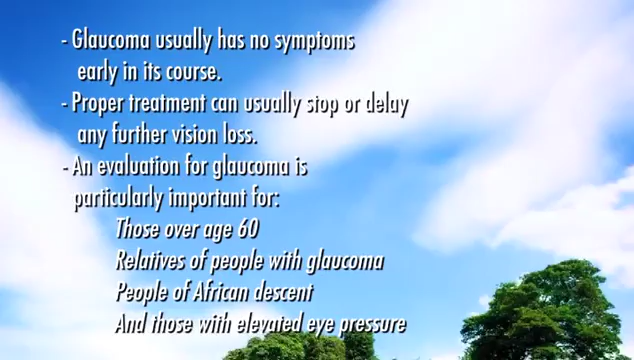 - Glaucoma usually has no symptoms
early in its course.
- Proper treatment can usually stop or delay
any further vision loss.
- An evaluation for glaucoma is
particularly important for:
Those over age 60
Relatives of people with glaucoma
People of African descent
And those with elevated eye pressure